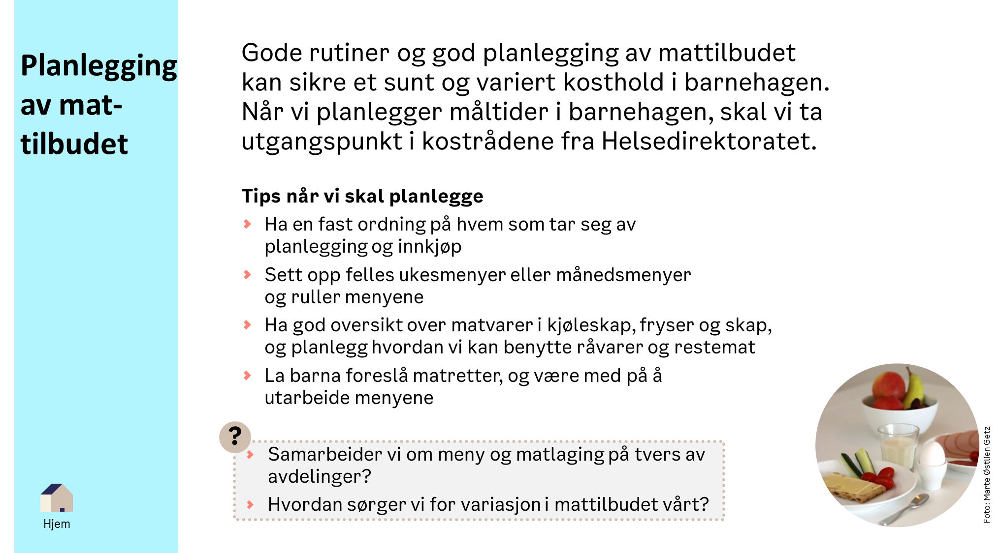 Planlegging
av mat-
tilbudet
Gode rutiner og god planlegging av mattilbudet
kan sikre et sunt og variert kosthold i barnehagen.
Når vi planlegger måltider i barnehagen, skal vi ta
utgangspunkt i kostrådene fra Helsedirektoratet.
Tips når vi skal planlegge
Ha en fast ordning på hvem som tar seg av
planlegging og innkjøp
Sett opp felles ukesmenyer eller månedsmenyer
og ruller menyene
Ha god oversikt over matvarer i kjøleskap, fryser og skap,
og planlegg hvordan vi kan benytte råvarer og restemat
La barna foreslå matretter, og være med på å
utarbeide menyene
?
Samarbeider vi om meny og matlaging på tvers av
avdelinger?
Hvordan sørger vi for variasjon i mattilbudet vårt?
Hjem
Foto: Marte Østlien Getz